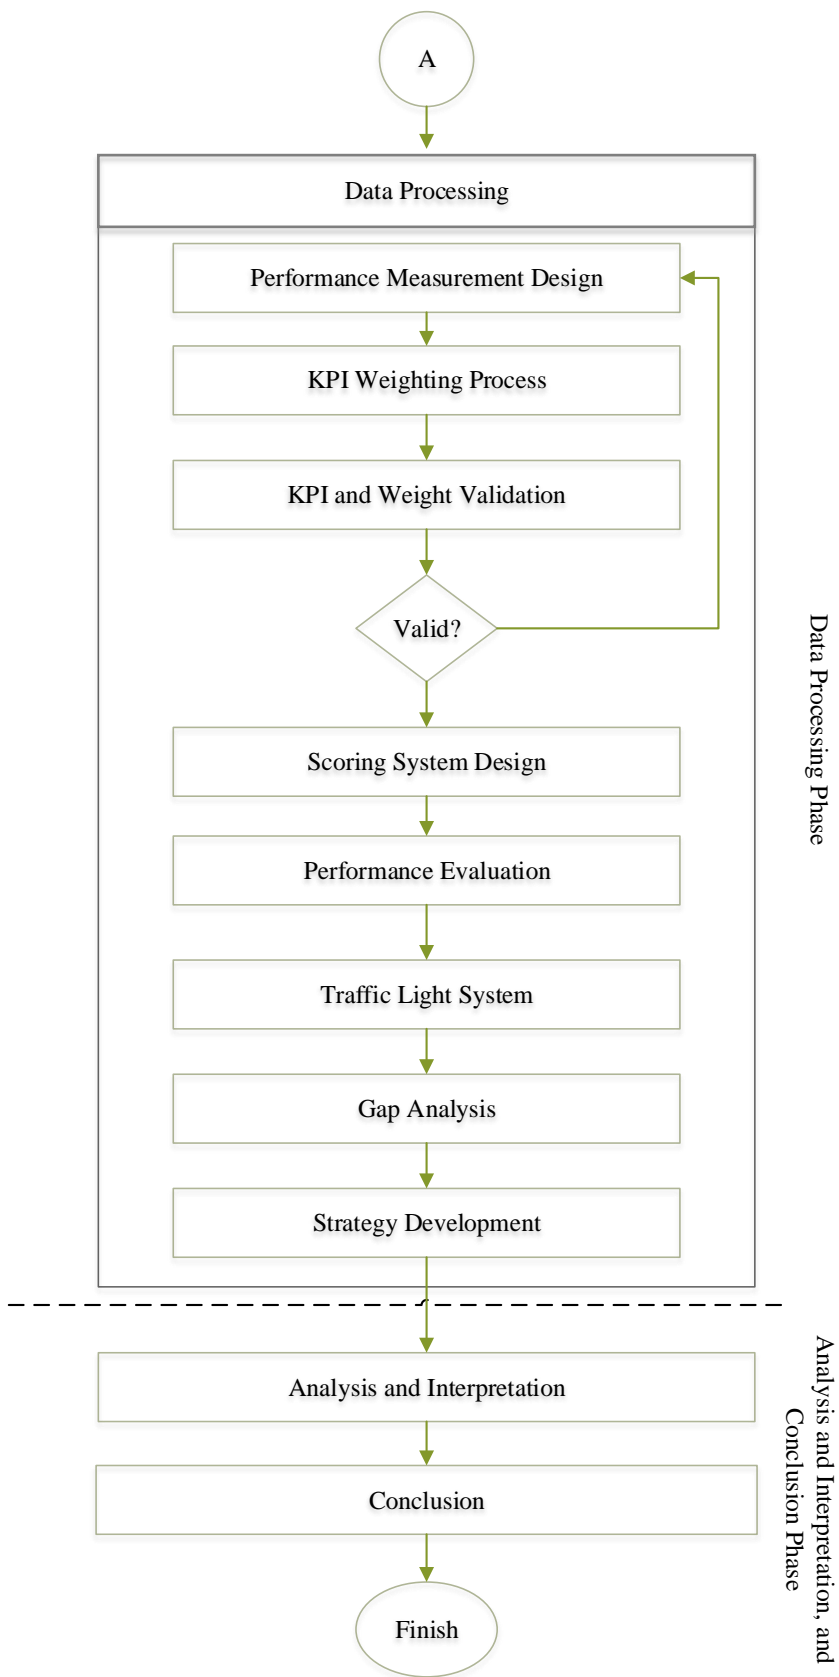 A
Data Processing
Performance Measurement Design
KPI Weighting Process
KPI and Weight Validation
Valid?
Scoring System Design
Performance Evaluation
Traffic Light System
Gap Analysis
Strategy Development
Data Processing Phase
Analysis and Interpretation
Conclusion
Finish
Analysis and Interpretation, and
Conclusion Phase